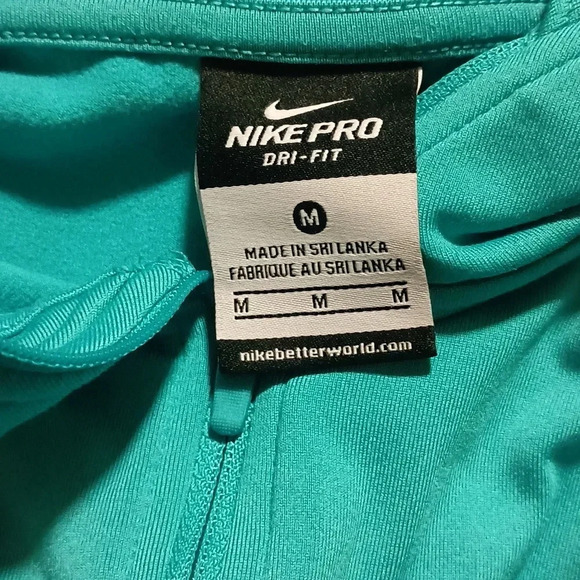 NIKE PRO
DRI-FIT
M
MADE IN SRI LANKA
FABRIQUE AU SRI LANKA
M M M
nikebetterworld.com